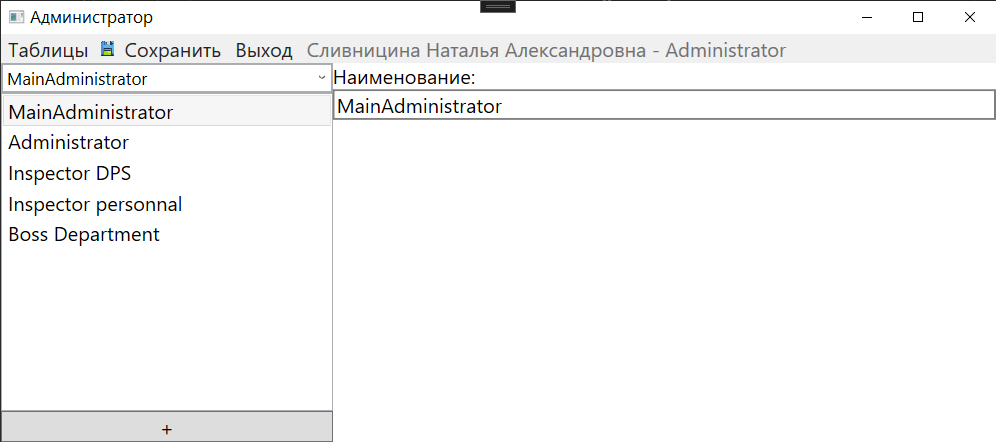 Администратор
Таблицы Сохранить Выход Сливницина Наталья Александровна - Administrator
MainAdministrator
Наименование:
MainAdministrator
MainAdministrator
Administrator
Inspector DPS
Inspector personnal
Boss Department
+